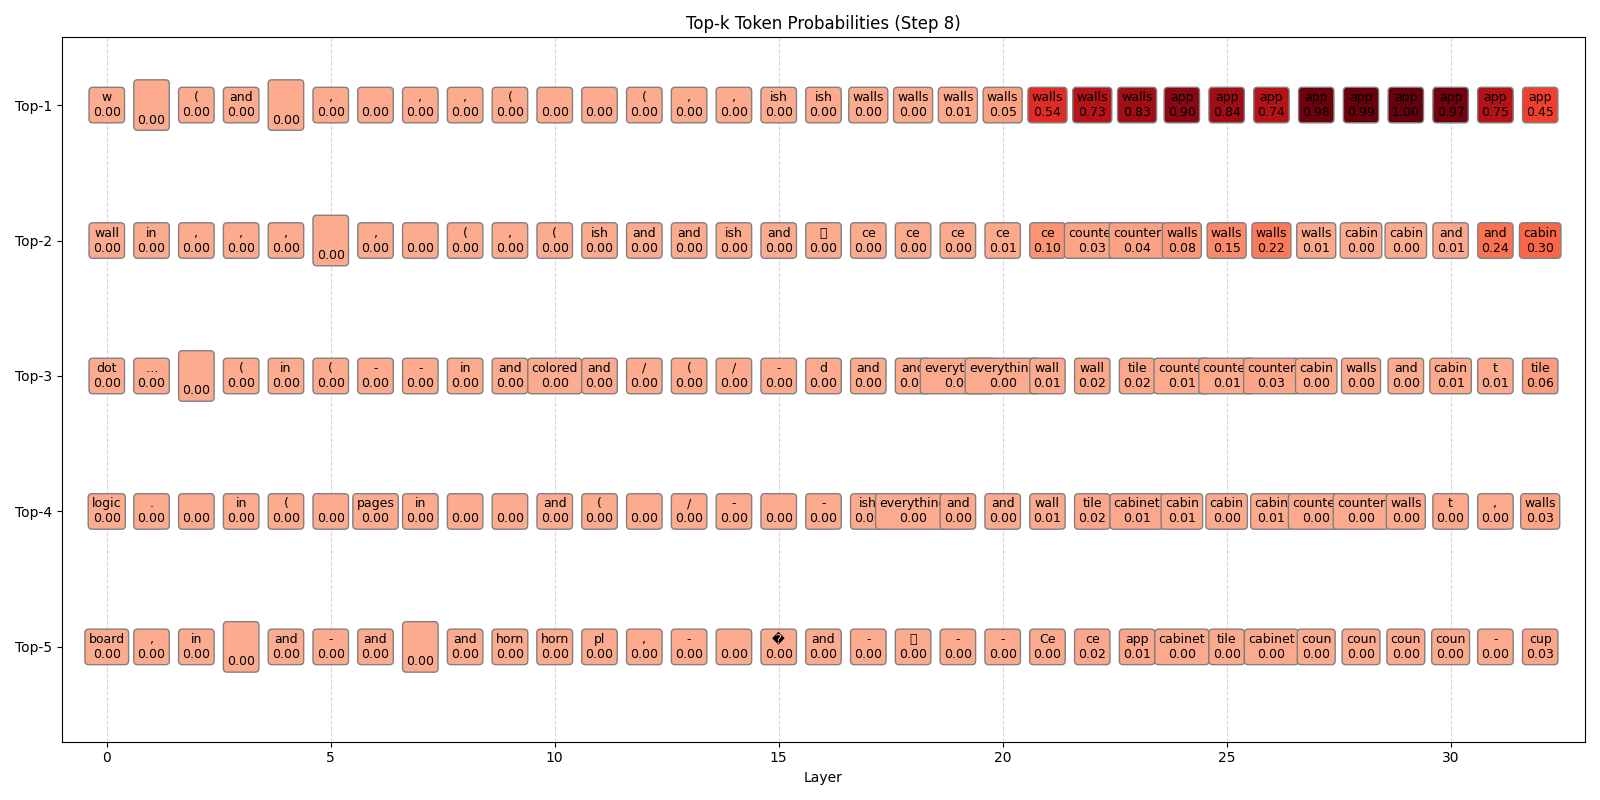 Top-k Token Probabilities (Step 8)
Top-1
w ( and , , , ( ( , , ish ish walls walls walls walls walls walls walls app app app app app app app app app
0.00 0.00 0.00 0.00 0.00 0.00 0.00 0.00 0.00 0.00 0.00 0.00 0.00 0.00 0.00 0.00 0.00 0.00 0.00 0.01 0.05 0.54 0.73 0.83 0.90 0.84 0.74 0.98 0.99 1.00 0.97 0.75 0.45
Top-2
wall in , , , , ( , ( ish and and ish and ce ce ce ce ce counte counter walls walls walls walls cabin cabin and and cabin
0.00 0.00 0.00 0.00 0.00 0.00 0.00 0.00 0.00 0.00 0.00 0.00 0.00 0.00 0.00 0.00 0.00 0.00 0.00 0.00 0.01 0.10 0.03 0.04 0.08 0.15 0.22 0.01 0.00 0.00 0.01 0.24 0.30
Top-3
dot ... ( in ( - - in and colored and / ( / - d and and everyt everythin wall wall tile counte counte counter cabin walls and cabin t tile
0.00 0.00 0.00 0.00 0.00 0.00 0.00 0.00 0.00 0.00 0.00 0.00 0.00 0.00 0.00 0.00 0.00 0.00 0.00 0.0 0.00 0.01 0.02 0.02 0.01 0.01 0.03 0.00 0.00 0.00 0.01 0.01 0.06
Top-4
logic . in ( pages in and ( / - - ish everything and and wall tile cabinet cabin cabin cabin counte counter walls t , walls
0.00 0.00 0.00 0.00 0.00 0.00 0.00 0.00 0.00 0.00 0.00 0.00 0.00 0.00 0.00 0.00 0.00 0.0 0.00 0.00 0.00 0.01 0.02 0.01 0.01 0.00 0.01 0.00 0.00 0.00 0.00 0.00 0.03
Top-5
board , in and - and and horn horn pl , - � and - - - Ce ce app cabinet tile cabinet coun coun coun coun - cup
0.00 0.00 0.00 0.00 0.00 0.00 0.00 0.00 0.00 0.00 0.00 0.00 0.00 0.00 0.00 0.00 0.00 0.00 0.00 0.00 0.00 0.00 0.02 0.01 0.00 0.00 0.00 0.00 0.00 0.00 0.00 0.00 0.03
0 5 10 15 20 25 30
Layer